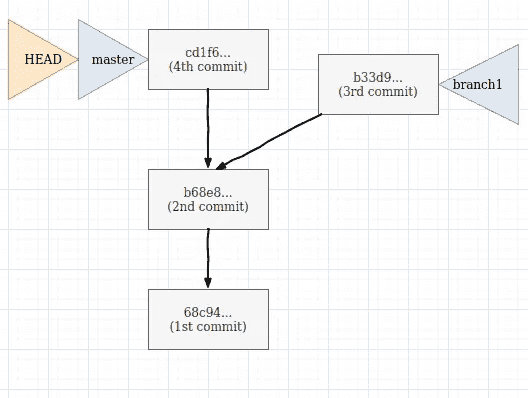 HEAD
master
cd1f6...
(4th commit)
b33d9...
(3rd commit)
branch1
b68e8...
(2nd commit)
68c94...
(1st commit)